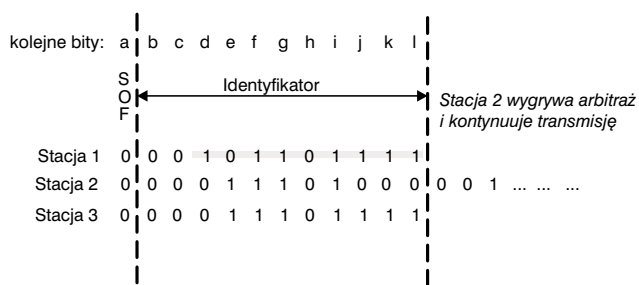 kolejne bity: a b c d e f g h i j k l
S
O
F
Identyfikator
Stacja 2 wygrywa arbitraż
i kontynuuje transmisję
Stacja 1 0 0 0 1 0 1 1 0 1 1 1 1
Stacja 2 0 0 0 0 1 1 1 0 1 0 0 0 0 0 1 ... ... ...
Stacja 3 0 0 0 0 1 1 1 0 1 1 1 1